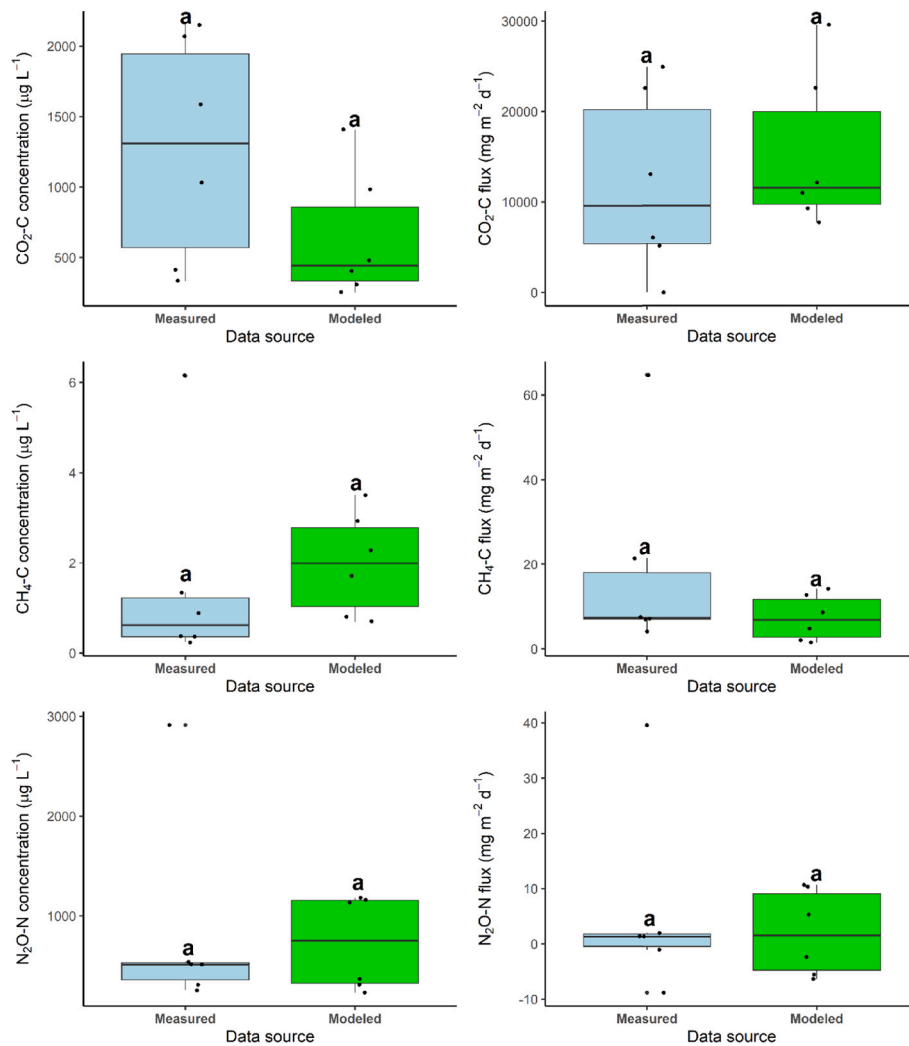 a
a
CO₂-C concentration (μg L⁻¹)
2000
1500
1000
500
Measured
Modeled
Data source
a
a
CO₂-C flux (mg m⁻² d⁻¹)
30000
20000
10000
0
Measured
Modeled
Data source
a
a
CH₄-C concentration (μg L⁻¹)
6
4
2
0
Measured
Modeled
Data source
a
a
CH₄-C flux (mg m⁻² d⁻¹)
60
40
20
0
Measured
Modeled
Data source
a
a
N₂O-N concentration (μg L⁻¹)
3000
2000
1000
Measured
Modeled
Data source
a
a
N₂O-N flux (mg m⁻² d⁻¹)
40
30
20
10
0
-10
Measured
Modeled
Data source